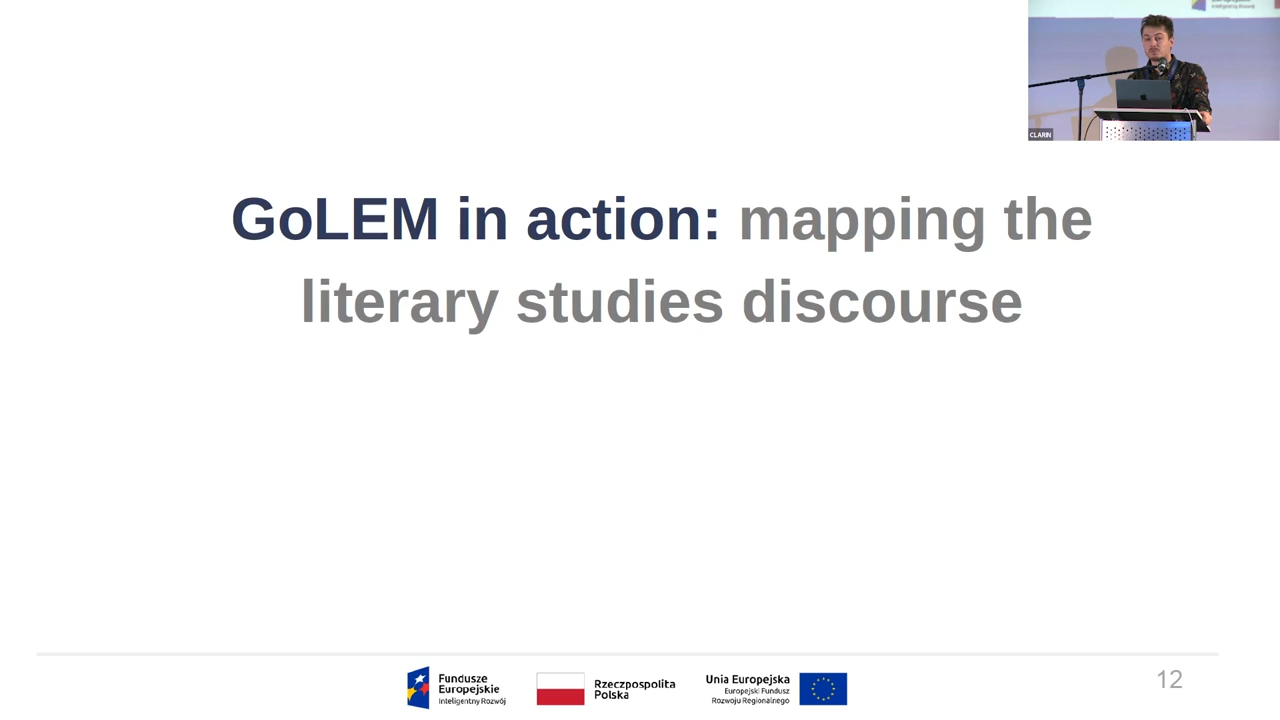 CLARIN
GoLEM in action: mapping the
literary studies discourse
Fundusze
Europejskie
Inteligentny Rozwój
Rzeczpospolita
Polska
Unia Europejska
Europejski Fundusz
Rozwoju Regionalnego
12